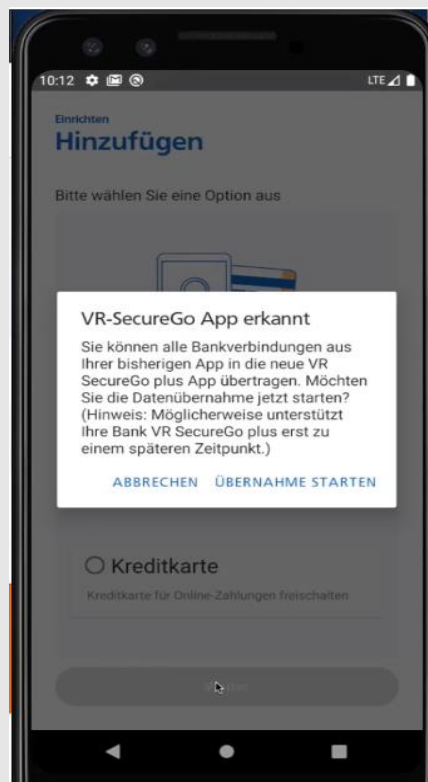 10:12
LTE
Einrichten
Hinzufügen
Bitte wählen Sie eine Option aus
VR-SecureGo App erkannt
Sie können alle Bankverbindungen aus
Ihrer bisherigen App in die neue VR
SecureGo plus App übertragen. Möchten
Sie die Datenübernahme jetzt starten?
(Hinweis: Möglicherweise unterstützt
Ihre Bank VR SecureGo plus erst zu
einem späteren Zeitpunkt.)
ABBRECHEN ÜBERNAHME STARTEN
Kreditkarte
Kreditkarte für Online-Zahlungen freischalten